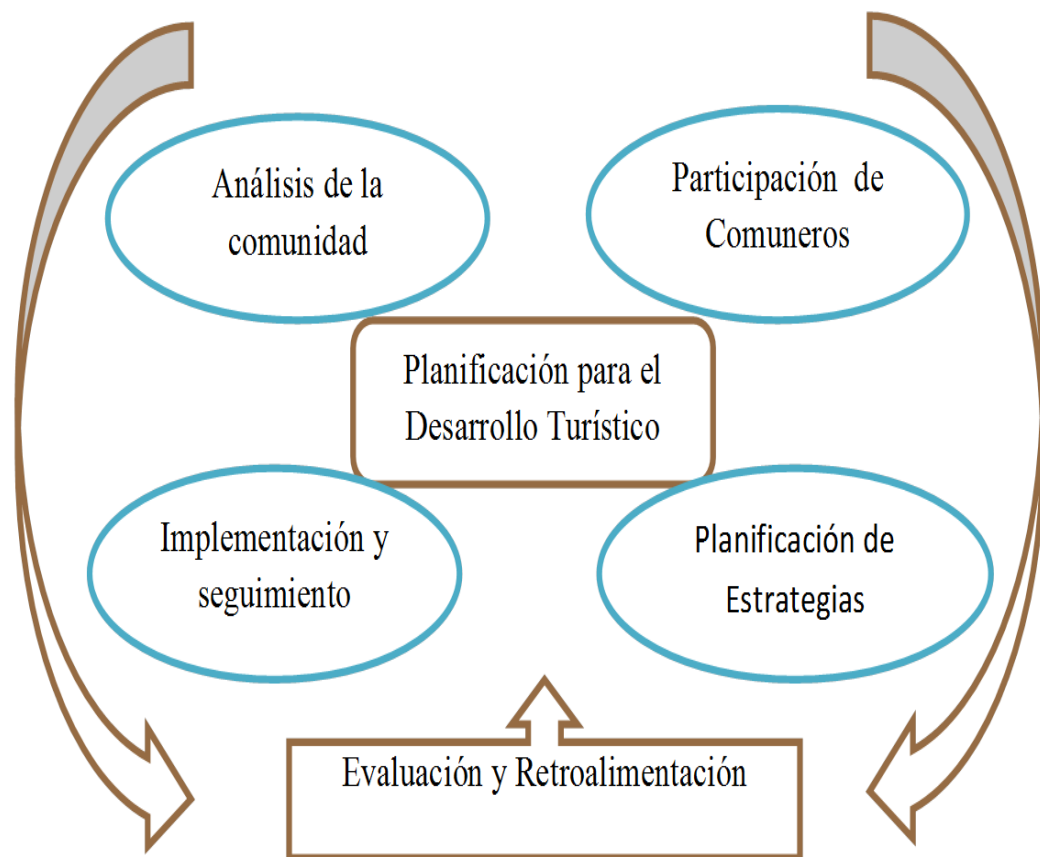 Análisis de la
comunidad
Participación de
Comuneros
Planificación para el
Desarrollo Turístico
Implementación y
seguimiento
Planificación de
Estrategias
Evaluación y Retroalimentación